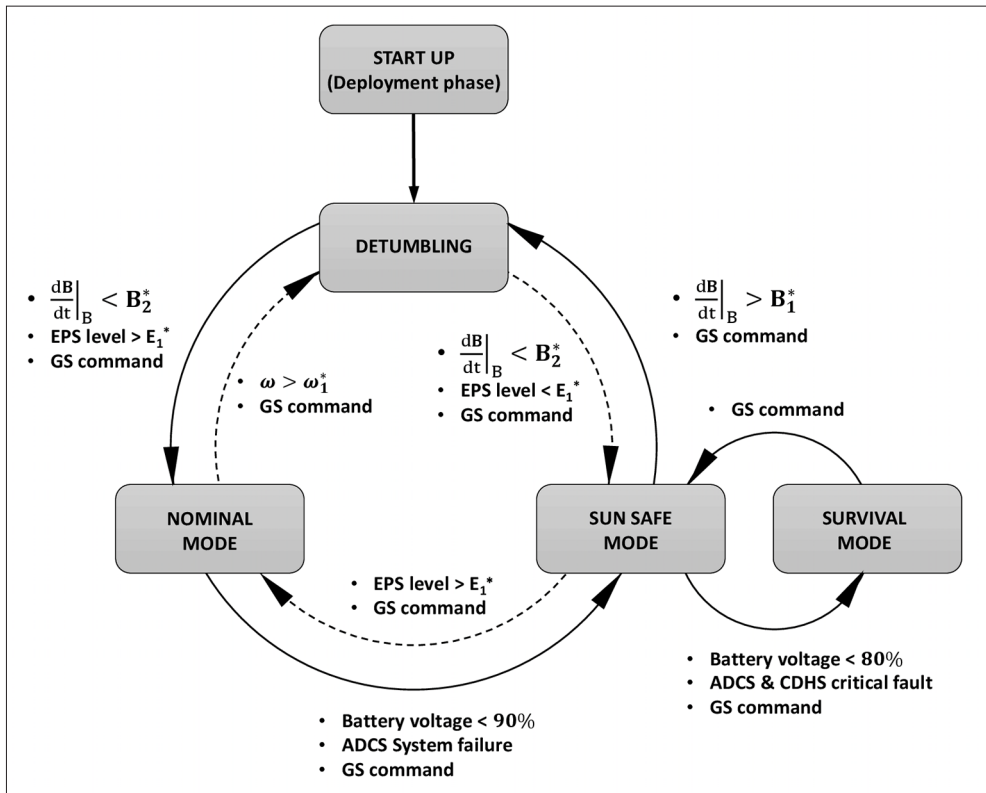 START UP
(Deployment phase)
DETUMBLING
• dB/dt|B < B2*
• EPS level > E1*
• GS command
• ω > ω1*
• GS command
• dB/dt|B < B2*
• EPS level < E1*
• GS command
• dB/dt|B > B1*
• GS command
• GS command
NOMINAL
MODE
SUN SAFE
MODE
SURVIVAL
MODE
• EPS level > E1*
• GS command
• Battery voltage < 90%
• ADCS System failure
• GS command
• Battery voltage < 80%
• ADCS & CDHS critical fault
• GS command